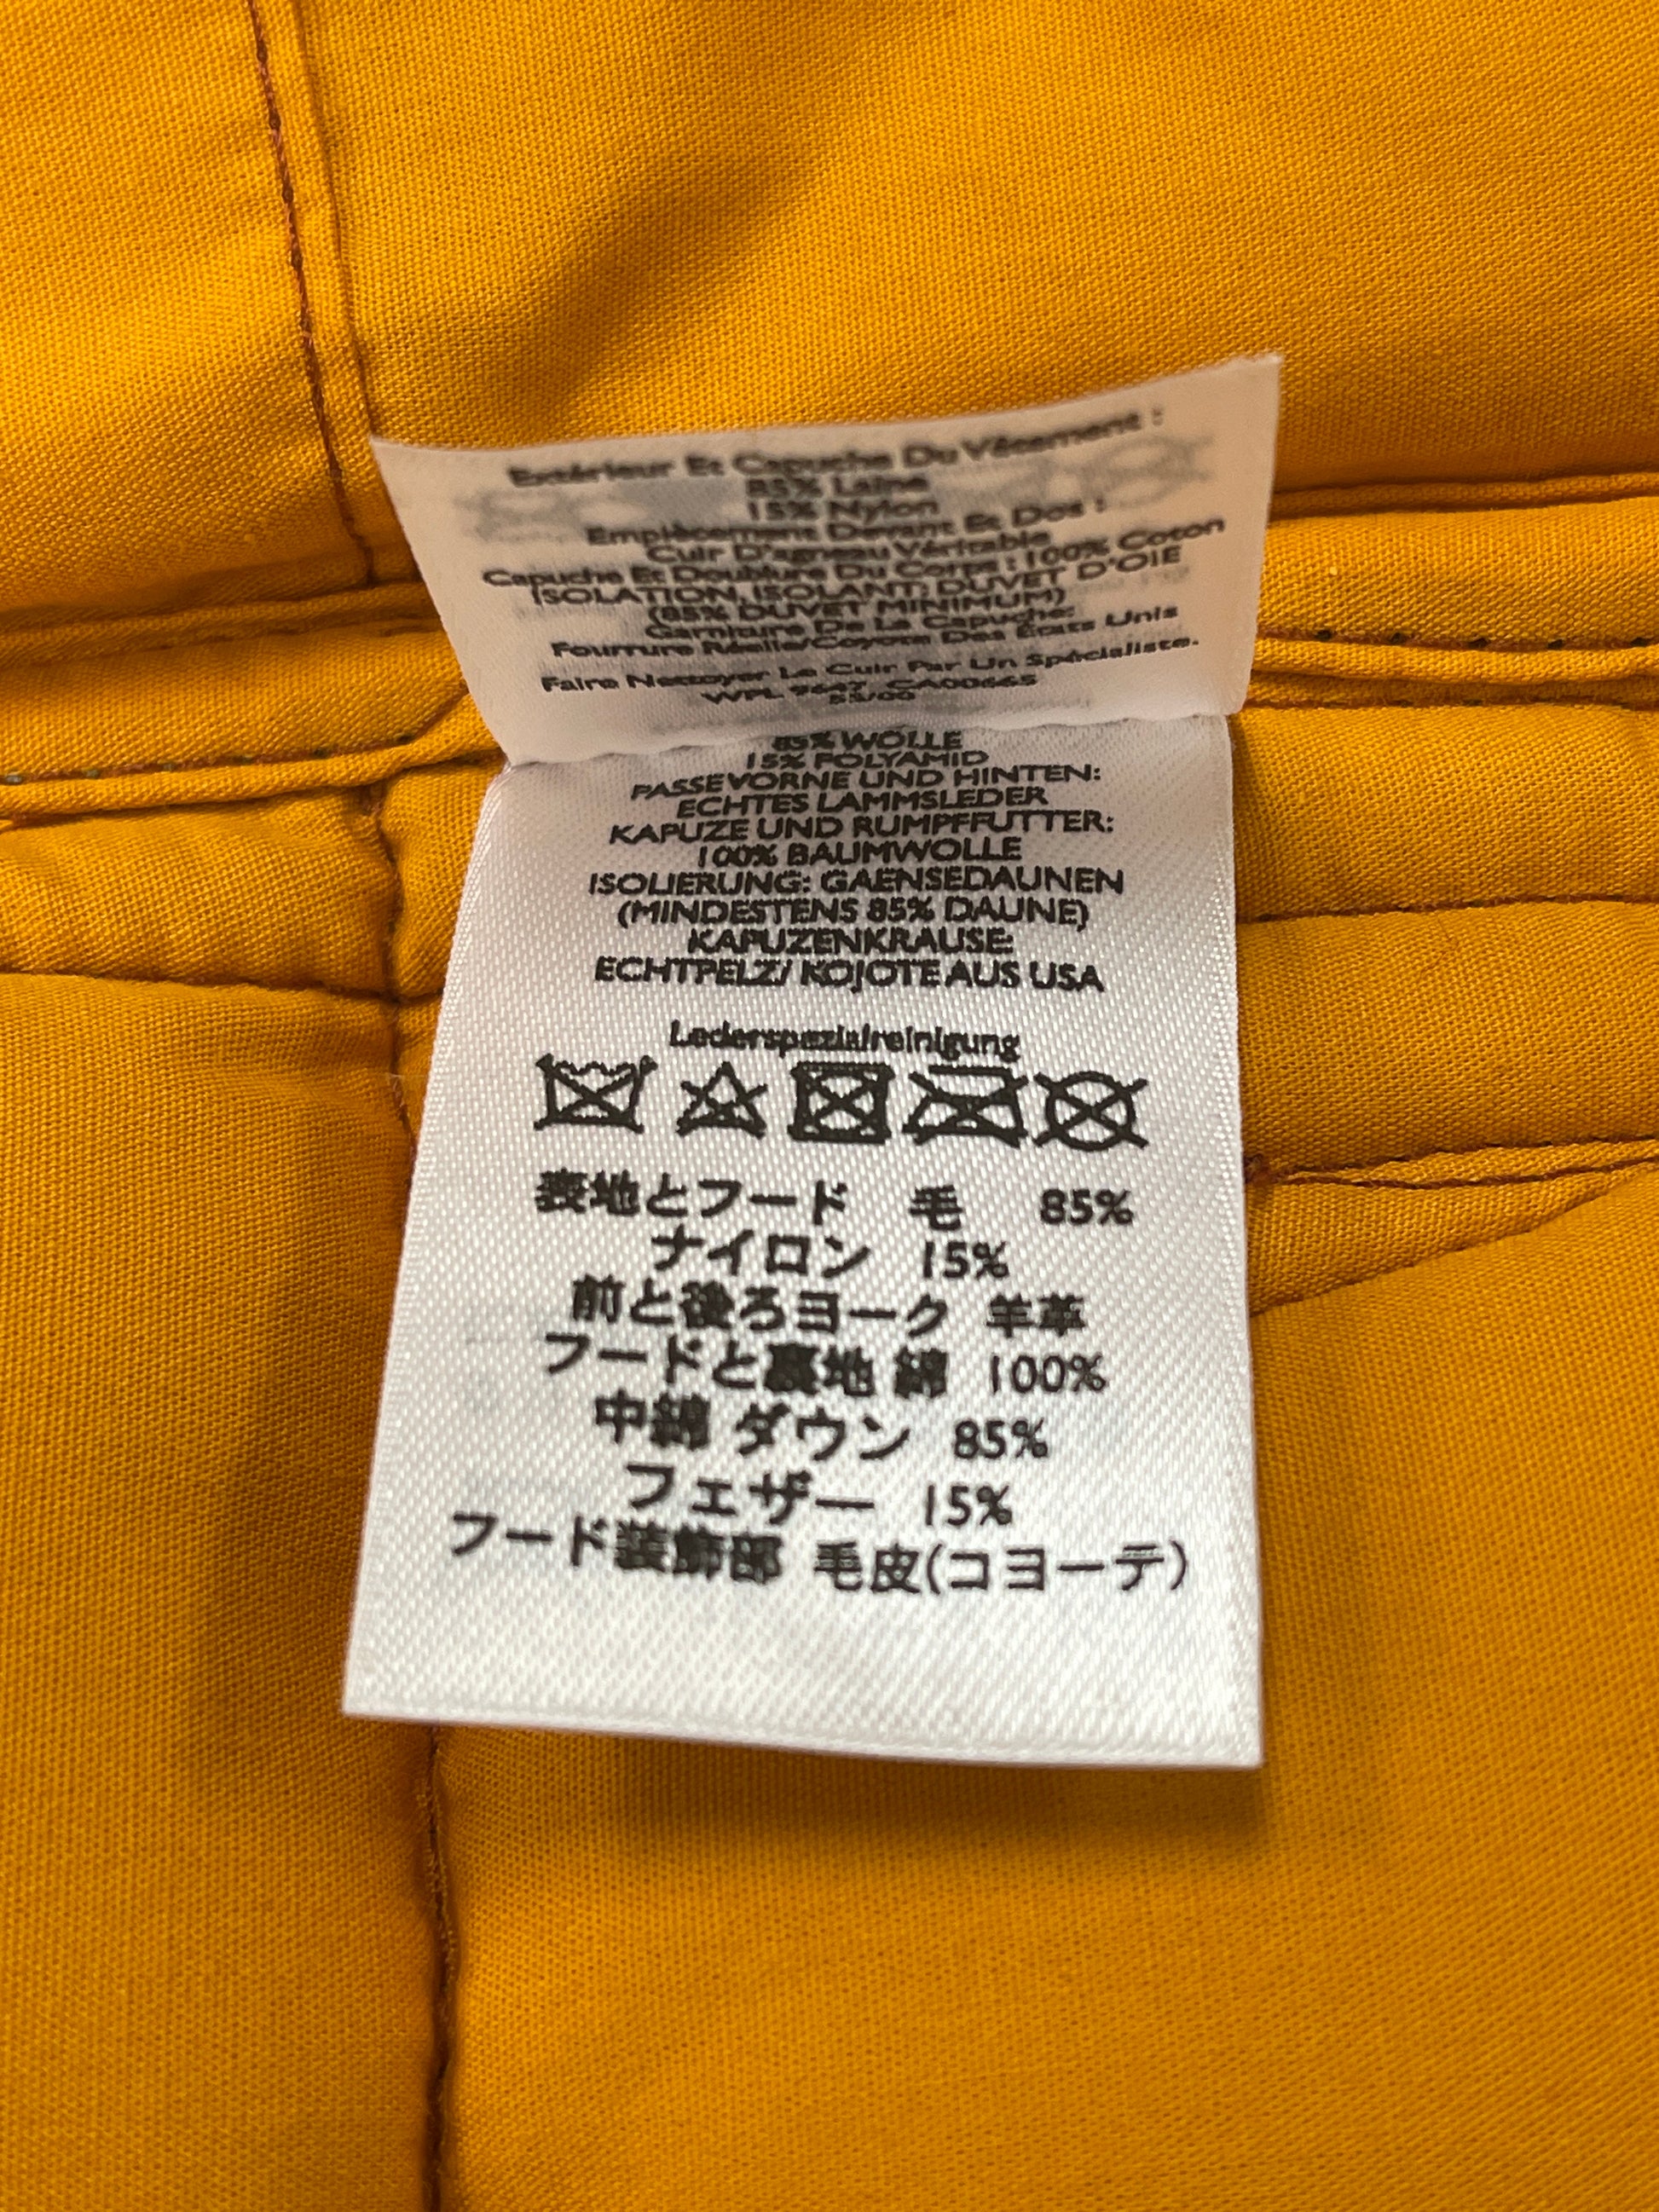 Extérieur Et Capuche Du Vêtement :
85% Laine
15% Nylon
Empiècement Devant Et Dos :
Cuir D'agneau Véritable
Capuche Et Doublure Du Corps : 100% Coton
ISOLATION, ISOLANT: DUVET D'OIE
(85% DUVET MINIMUM)
Garniture De La Capuche:
Fourrure Réelle/Coyote Des États Unis
Faire Nettoyer Le Cuir Par Un Spécialiste.
WPL 9647 CA00665
85% WOLLE
15% POLYAMID
PASSE VORNE UND HINTEN:
ECHTES LAMMSLEDER
KAPUZE UND RUMPFFUTTER:
100% BAUMWOLLE
ISOLIERUNG: GAENSEDAUNEN
(MINDESTENS 85% DAUNE)
KAPUZENKRAUSE:
ECHTPELZ/ KOJOTE AUS USA
Lederspezialreinigung
表地とフード 毛 85%
ナイロン 15%
前と後ろヨーク 羊革
フードと裏地 綿 100%
中綿 ダウン 85%
フェザー 15%
フード装飾部 毛皮(コヨーテ)